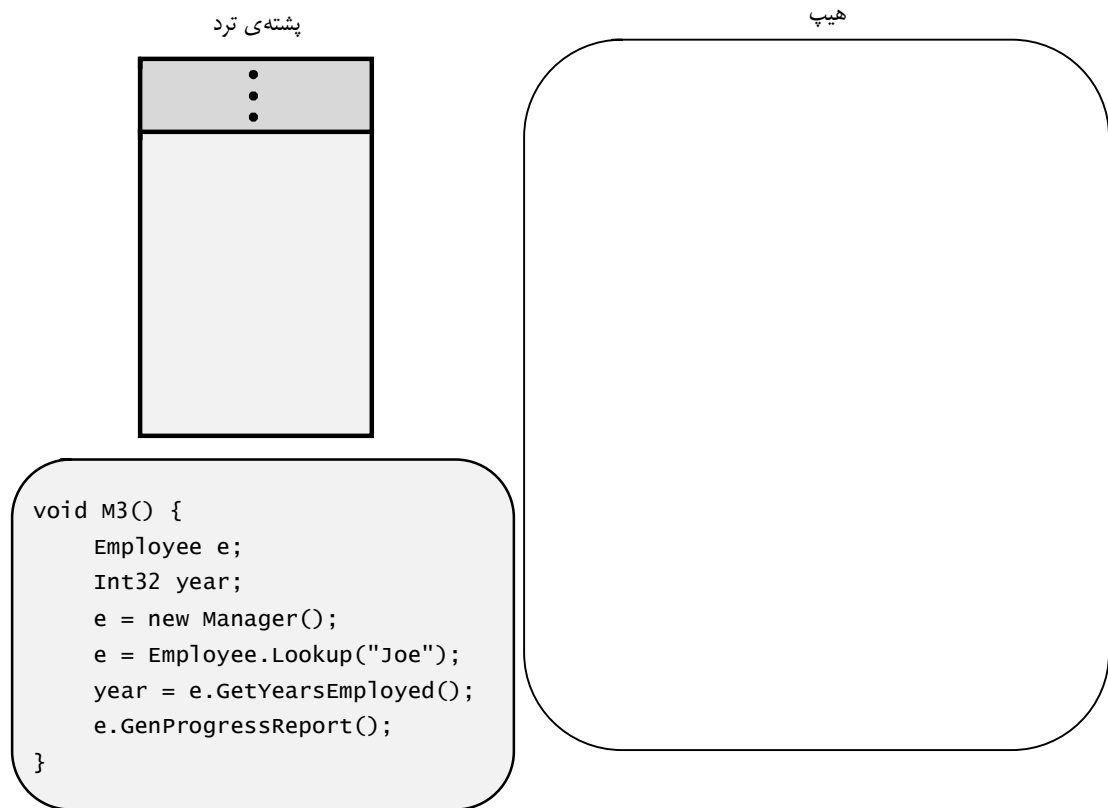 پشته‌ی ترد
هیپ
void M3() {
    Employee e;
    Int32 year;
    e = new Manager();
    e = Employee.Lookup("Joe");
    year = e.GetYearsEmployed();
    e.GenProgressReport();
}